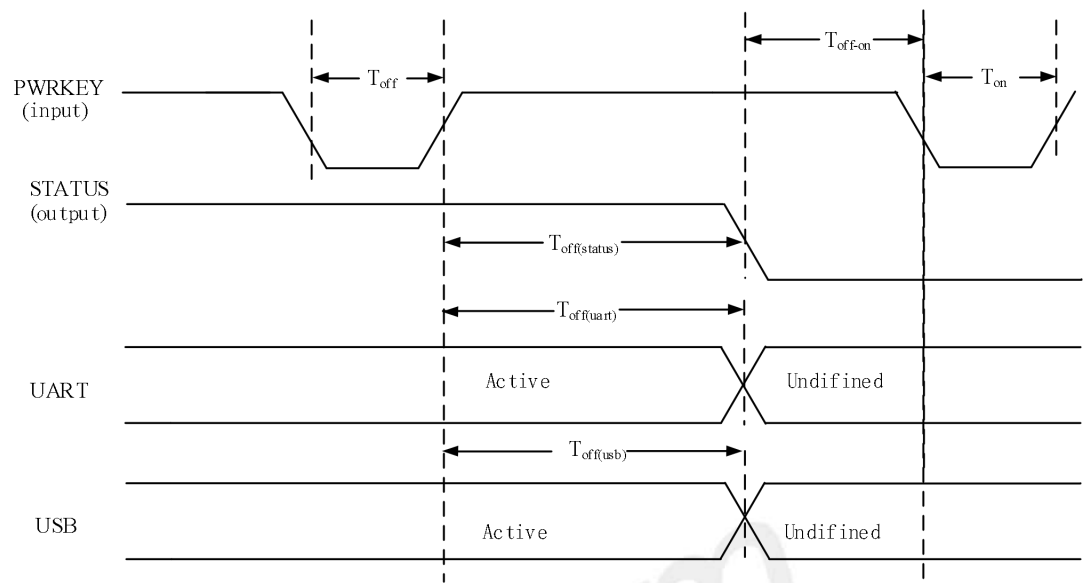 Toff-on
Toff
Ton
PWRKEY
(input)
STATUS
(output)
Toff(status)
Toff(uart)
UART
Active
Undifined
Toff(usb)
USB
Active
Undifined